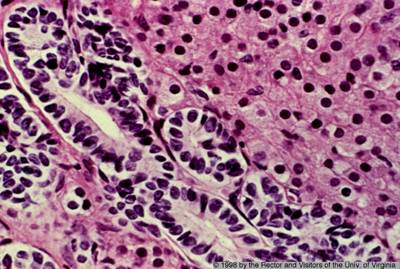 © 1998 by the Rector and Visitors of the Univ. of Virginia